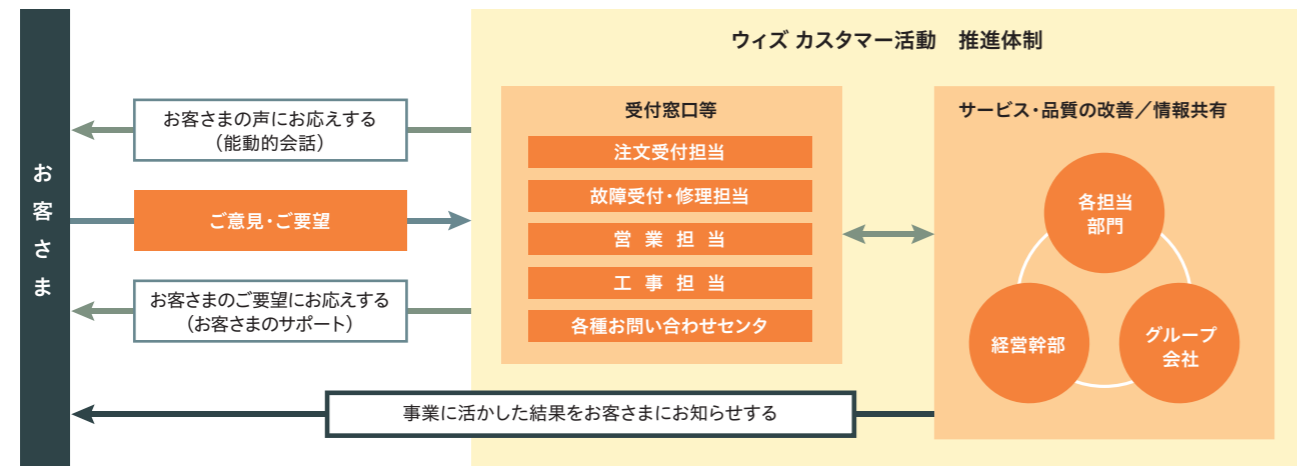 お客さま
お客さまの声にお応えする
（能動的会話）
ご意見・ご要望
お客さまのご要望にお応えする
（お客さまのサポート）
ウィズ カスタマー活動　推進体制
受付窓口等
注文受付担当
故障受付・修理担当
営業担当
工事担当
各種お問い合わせセンタ
サービス・品質の改善／情報共有
各担当
部門
経営幹部
グループ
会社
事業に活かした結果をお客さまにお知らせする